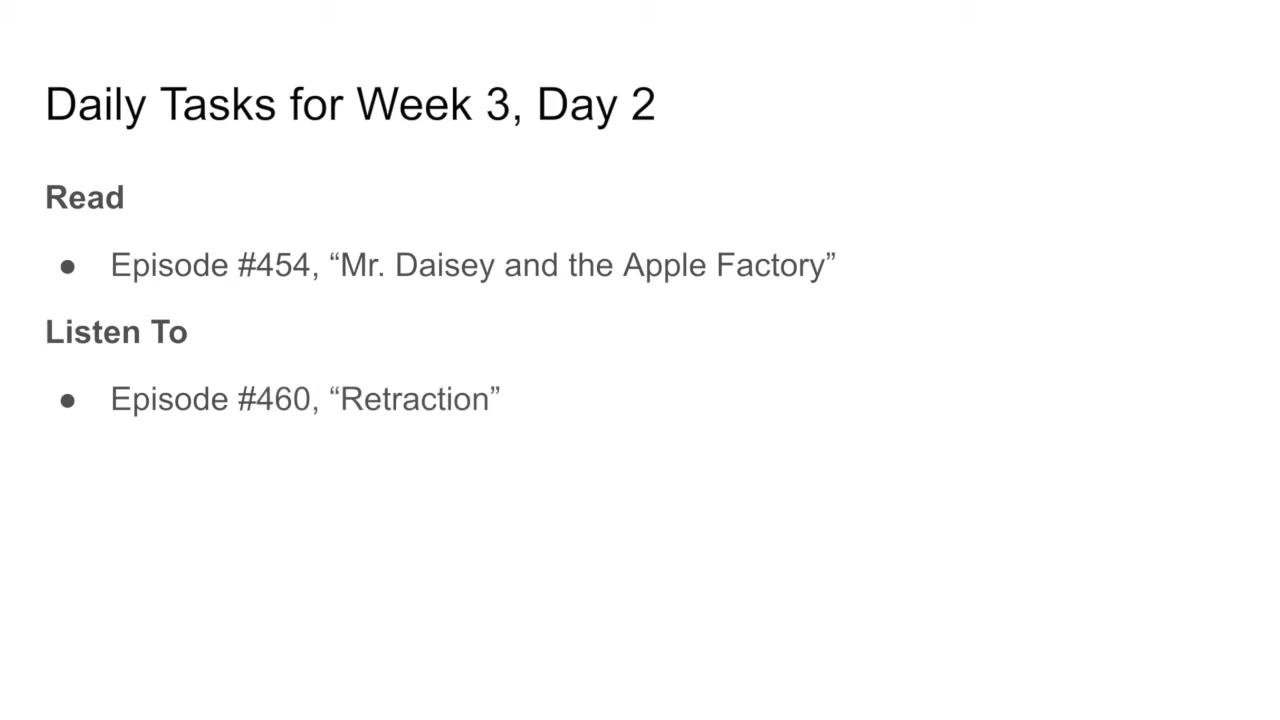 Daily Tasks for Week 3, Day 2
Read
● Episode #454, “Mr. Daisey and the Apple Factory”
Listen To
● Episode #460, “Retraction”